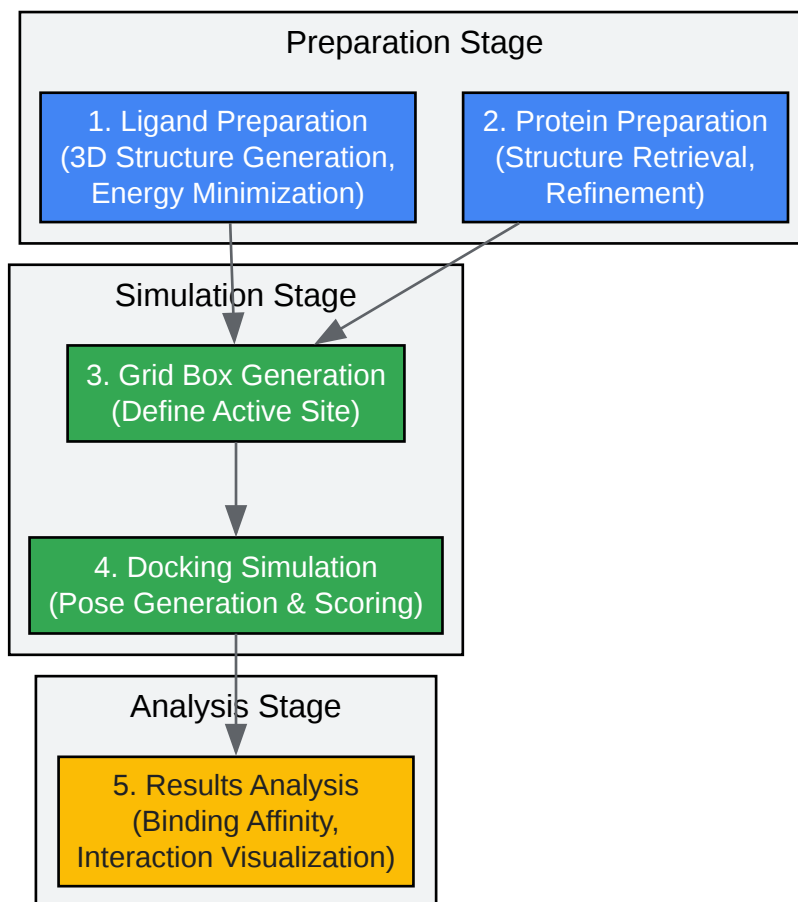 Preparation Stage
1. Ligand Preparation
(3D Structure Generation,
Energy Minimization)
2. Protein Preparation
(Structure Retrieval,
Refinement)
Simulation Stage
3. Grid Box Generation
(Define Active Site)
4. Docking Simulation
(Pose Generation & Scoring)
Analysis Stage
5. Results Analysis
(Binding Affinity,
Interaction Visualization)